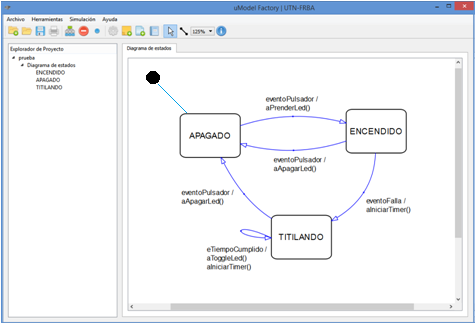 uModel Factory | UTN-FRBA
Archivo Herramientas Simulación Ayuda
125%
Explorador de Proyecto
prueba
Diagrama de estados
ENCENDIDO
APAGADO
TITILANDO
Diagrama de estados
eventoPulsador /
aPrenderLed()
APAGADO
ENCENDIDO
eventoPulsador /
aApagarLed()
eventoPulsador /
aApagarLed()
eventoFalla /
aIniciarTimer()
TITILANDO
eTiempoCumplido /
aToggleLed()
aIniciarTimer()